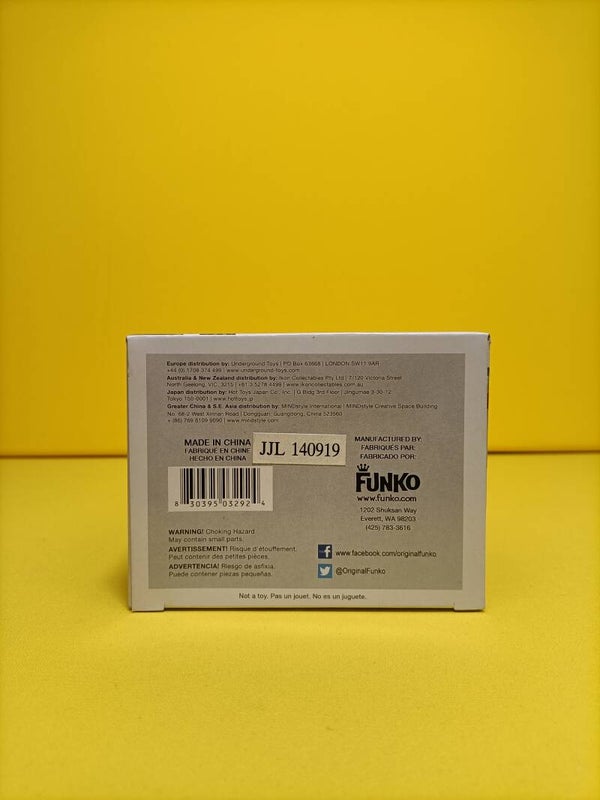 Europe distribution by: Underground Toys | PO Box 63668 | LONDON SW11 9AR
+44 (0) 1708 374 499 | www.underground-toys.com
Australia & New Zealand distribution by: Ikon Collectables Pty Ltd | 7/120 Victoria Street
North Geelong, VIC, 3215 | +61 3 5278 4498 | www.ikoncollectables.com.au
Japan distribution by: Hot Toys Japan Co., Inc. | Q Bldg 3rd Floor | Jingumae 3-30-12
Tokyo 150-0001 | www.hottoys.jp
Greater China & S.E. Asia distribution by: MINDstyle International | MINDstyle Creative Space Building
No. 68-2 West Xinnan Road | Dongguan, Guangdong, China 523560
+ (86) 769 8109 9690 | www.mindstyle.com
MADE IN CHINA
FABRIQUÉ EN CHINE
HECHO EN CHINA
JJL 140919
MANUFACTURED BY:
FABRIQUÉS PAR:
FABRICADO POR:
FUNKO
www.funko.com
1202 Shuksan Way
Everett, WA 98203
(425) 783-3616
8 30395 03292 4
WARNING! Choking Hazard
May contain small parts.
AVERTISSEMENT! Risque d'étouffement.
Peut contenir des petites pièces.
ADVERTENCIA! Riesgo de asfixia.
Puede contener piezas pequeñas.
www.facebook.com/originalfunko
@OriginalFunko
Not a toy. Pas un jouet. No es un juguete.